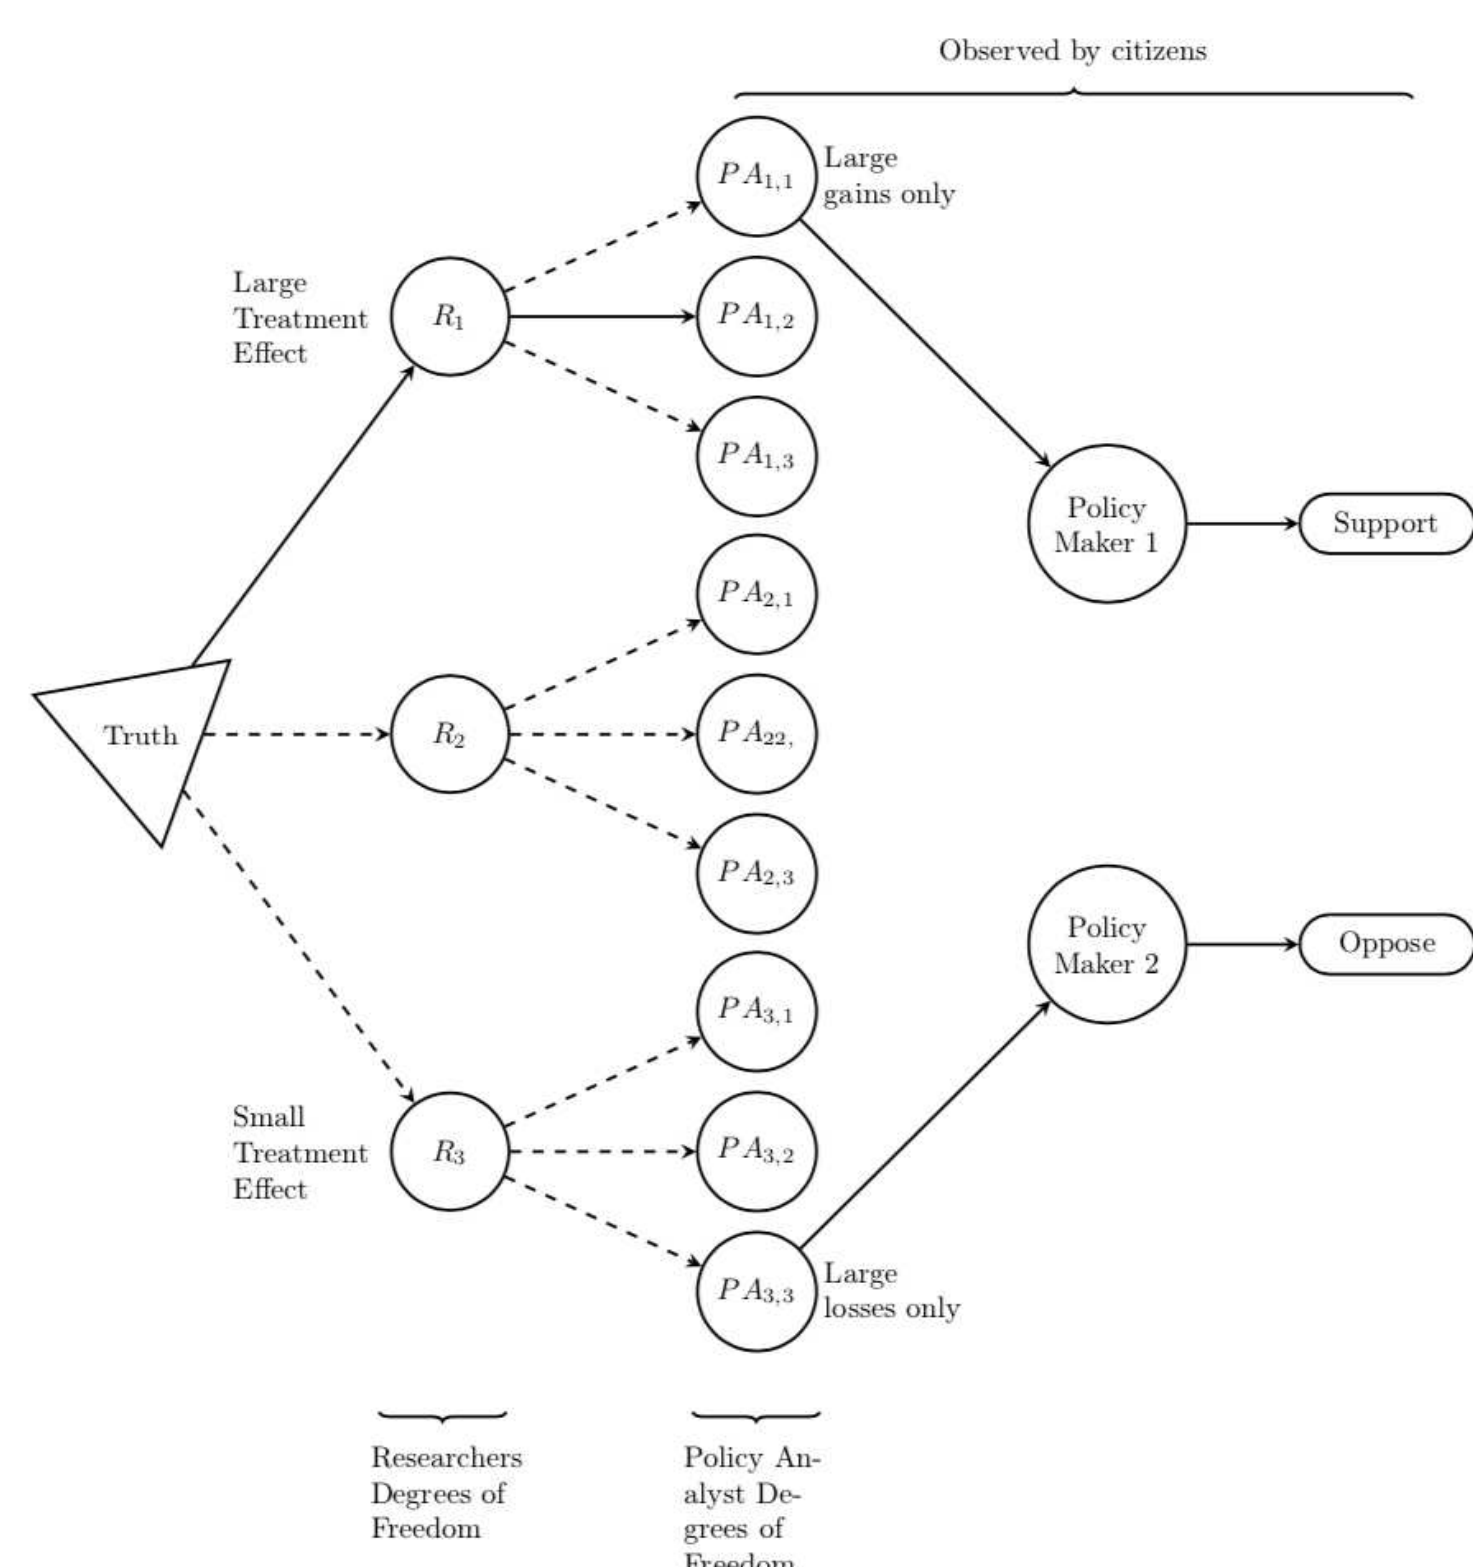 Observed by citizens
PA1,1
Large
gains only
Large
Treatment
Effect
R1
PA1,2
PA1,3
Policy
Maker 1
Support
PA2,1
Truth
R2
PA22,
PA2,3
Policy
Maker 2
Oppose
PA3,1
Small
Treatment
Effect
R3
PA3,2
PA3,3
Large
losses only
Researchers
Degrees of
Freedom
Policy An-
alyst De-
grees of
Freedom